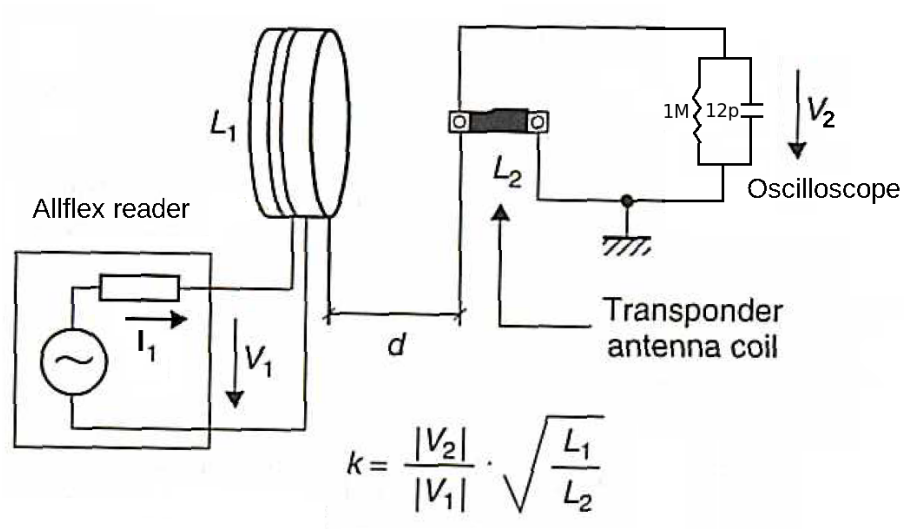 L1
1M
12p
V2
L2
Oscilloscope
Allflex reader
I1
V1
d
Transponder
antenna coil
k = |V2| / |V1| · √ L1 / L2